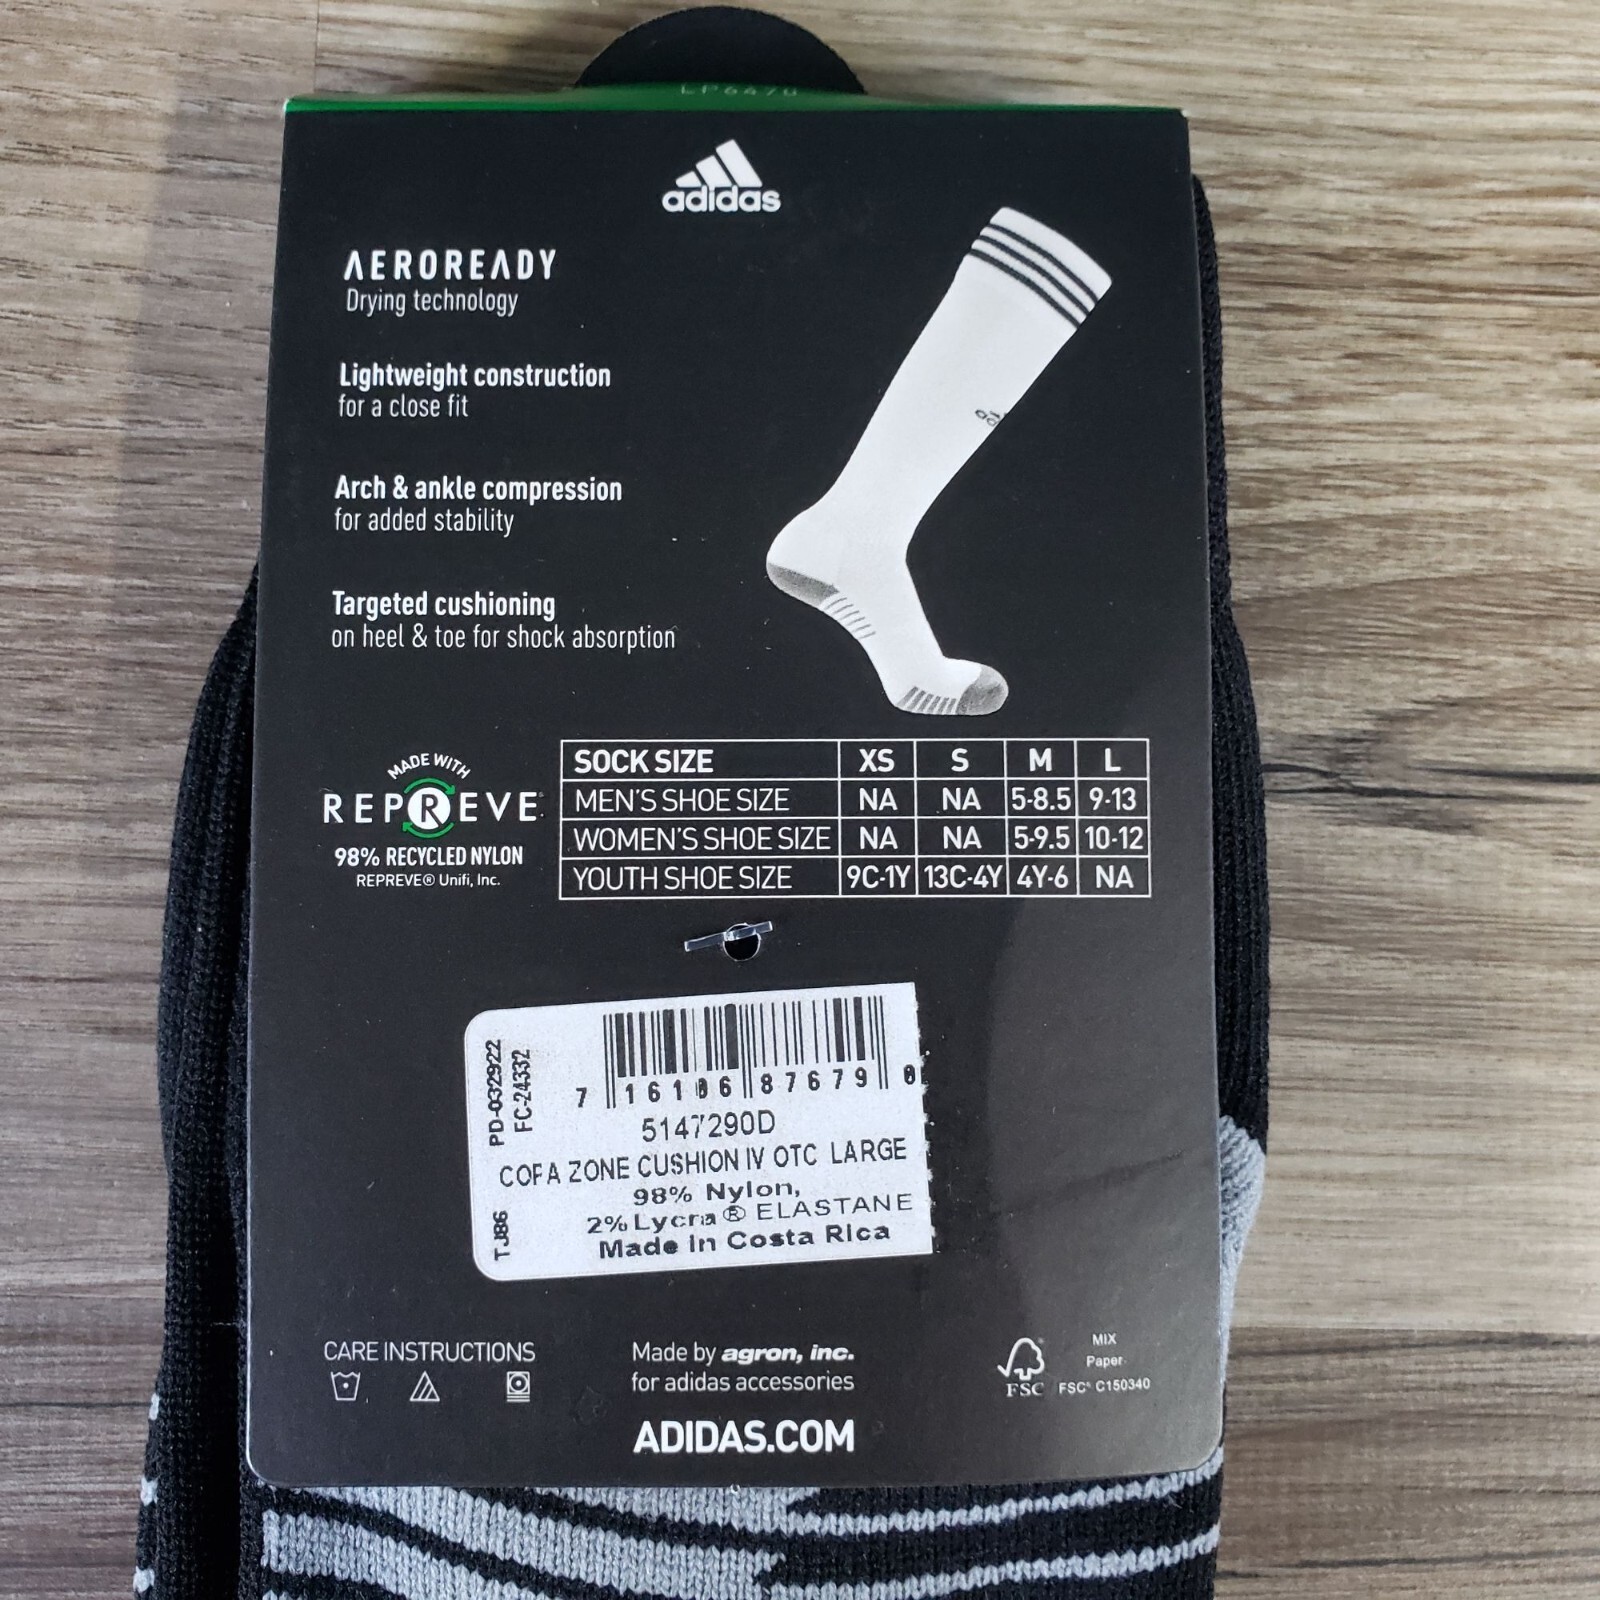 LP6470
adidas
AEROREADY
Drying technology
Lightweight construction
for a close fit
Arch & ankle compression
for added stability
Targeted cushioning
on heel & toe for shock absorption
MADE WITH
REPREVE
98% RECYCLED NYLON
REPREVE® Unifi, Inc.
SOCK SIZE XS S M L
MEN'S SHOE SIZE NA NA 5-8.5 9-13
WOMEN'S SHOE SIZE NA NA 5-9.5 10-12
YOUTH SHOE SIZE 9C-1Y 13C-4Y 4Y-6 NA
PD-032922
FC-24332
TJ86
7 16106 87679 0
5147290D
COPA ZONE CUSHION IV OTC LARGE
98% Nylon,
2% Lycra® ELASTANE
Made in Costa Rica
CARE INSTRUCTIONS
Made by agron, inc.
for adidas accessories
ADIDAS.COM
FSC
MIX
Paper
FSC® C150340